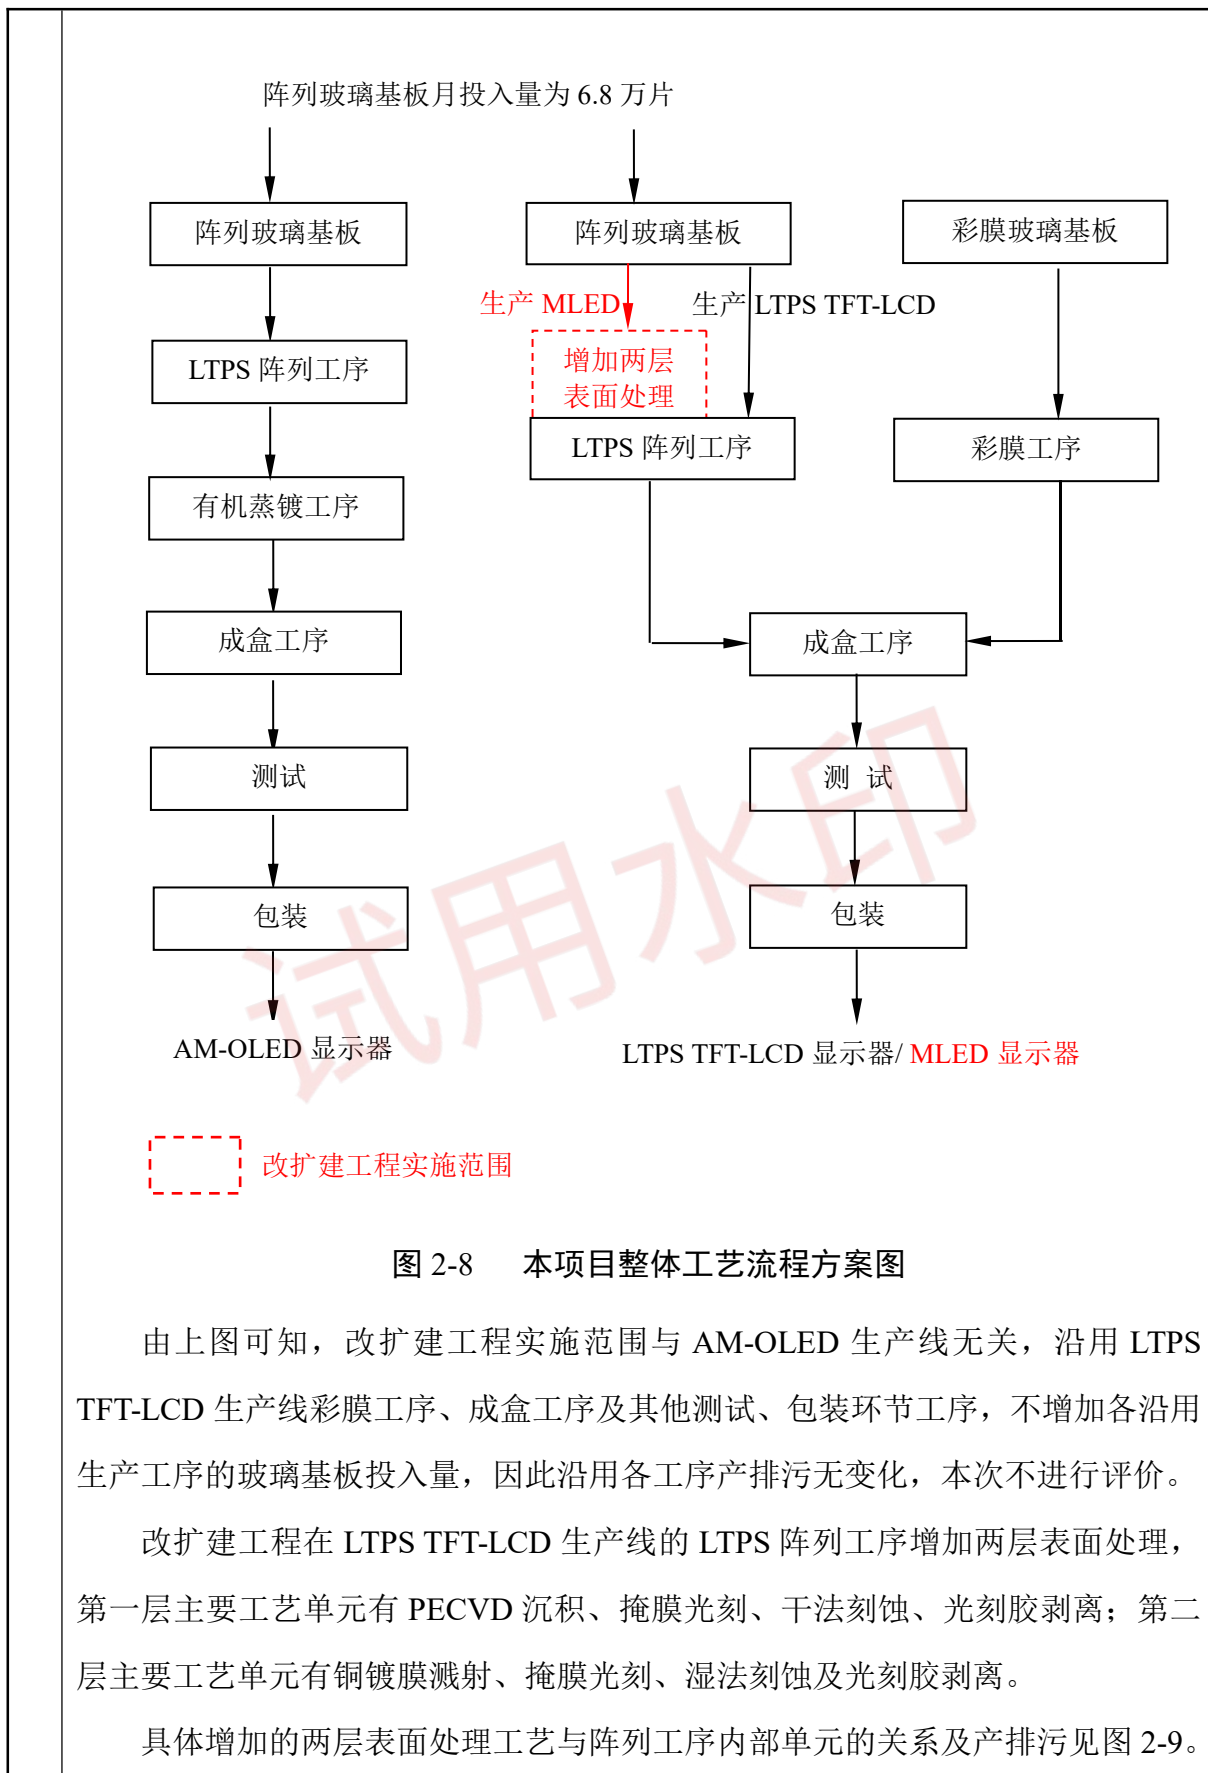 阵列玻璃基板月投入量为 6.8 万片
阵列玻璃基板
阵列玻璃基板
彩膜玻璃基板
生产 MLED
生产 LTPS TFT-LCD
增加两层
表面处理
LTPS 阵列工序
LTPS 阵列工序
彩膜工序
有机蒸镀工序
成盒工序
成盒工序
测试
测 试
包装
包装
AM-OLED 显示器
LTPS TFT-LCD 显示器/ MLED 显示器
试用水印
改扩建工程实施范围
图 2-8 本项目整体工艺流程方案图
由上图可知，改扩建工程实施范围与 AM-OLED 生产线无关，沿用 LTPS
TFT-LCD 生产线彩膜工序、成盒工序及其他测试、包装环节工序，不增加各沿用
生产工序的玻璃基板投入量，因此沿用各工序产排污无变化，本次不进行评价。
改扩建工程在 LTPS TFT-LCD 生产线的 LTPS 阵列工序增加两层表面处理，
第一层主要工艺单元有 PECVD 沉积、掩膜光刻、干法刻蚀、光刻胶剥离；第二
层主要工艺单元有铜镀膜溅射、掩膜光刻、湿法刻蚀及光刻胶剥离。
具体增加的两层表面处理工艺与阵列工序内部单元的关系及产排污见图 2-9。